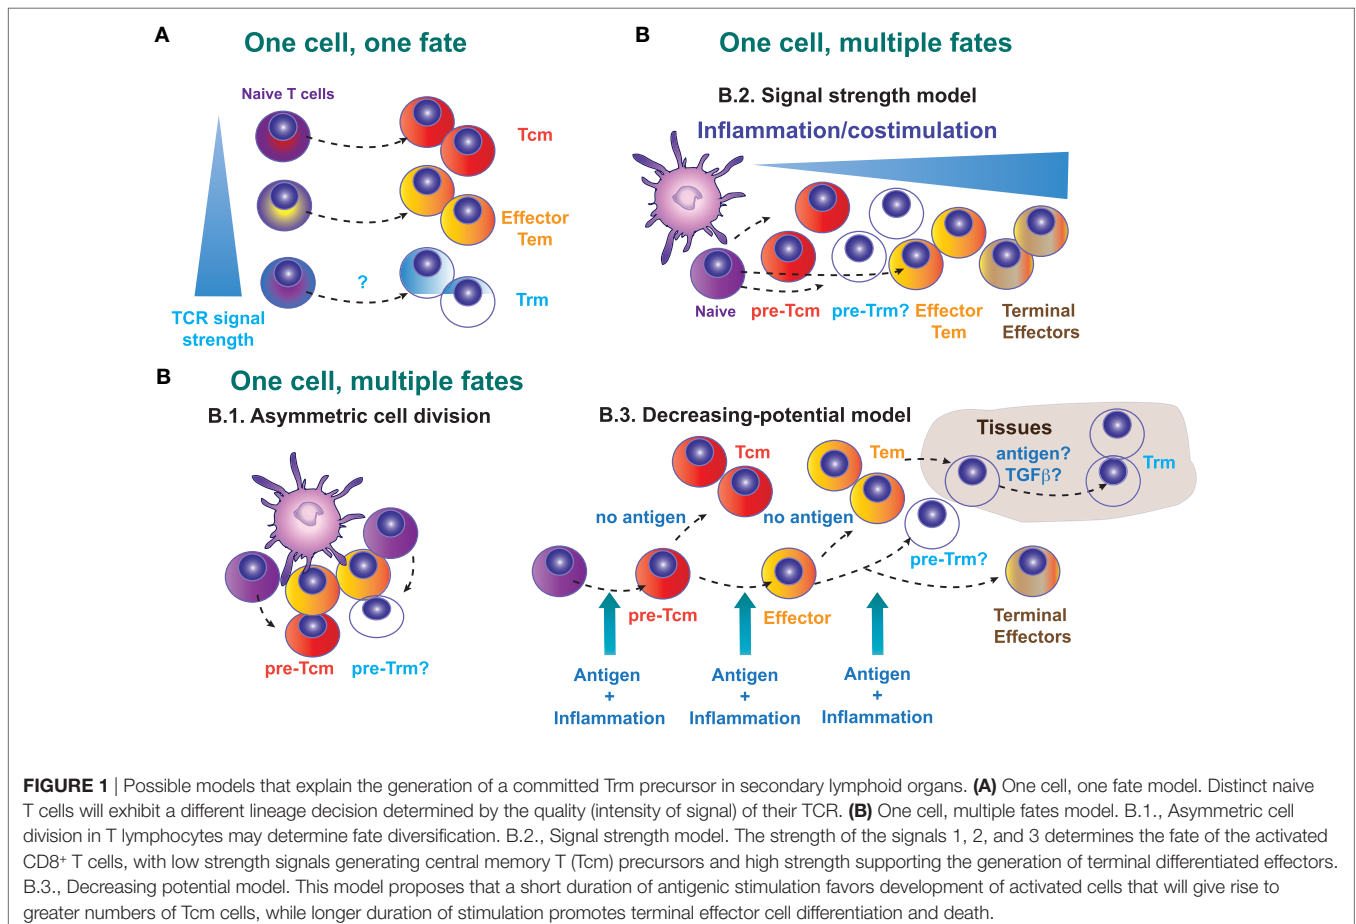 A
One cell, one fate
Naive T cells
Tcm
Effector
Tem
?
Trm
TCR signal
strength
B
One cell, multiple fates
B.2. Signal strength model
Inflammation/costimulation
Naive
pre-Tcm
pre-Trm?
Effector
Tem
Terminal
Effectors
B
One cell, multiple fates
B.1. Asymmetric cell division
pre-Tcm
pre-Trm?
B.3. Decreasing-potential model
Tcm
Tem
Tissues
antigen?
TGFβ?
Trm
no antigen
no antigen
pre-Trm?
pre-Tcm
Effector
Terminal
Effectors
Antigen
+
Inflammation
Antigen
+
Inflammation
Antigen
+
Inflammation
FIGURE 1 | Possible models that explain the generation of a committed Trm precursor in secondary lymphoid organs. (A) One cell, one fate model. Distinct naive
T cells will exhibit a different lineage decision determined by the quality (intensity of signal) of their TCR. (B) One cell, multiple fates model. B.1., Asymmetric cell
division in T lymphocytes may determine fate diversification. B.2., Signal strength model. The strength of the signals 1, 2, and 3 determines the fate of the activated
CD8⁺ T cells, with low strength signals generating central memory T (Tcm) precursors and high strength supporting the generation of terminal differentiated effectors.
B.3., Decreasing potential model. This model proposes that a short duration of antigenic stimulation favors development of activated cells that will give rise to
greater numbers of Tcm cells, while longer duration of stimulation promotes terminal effector cell differentiation and death.